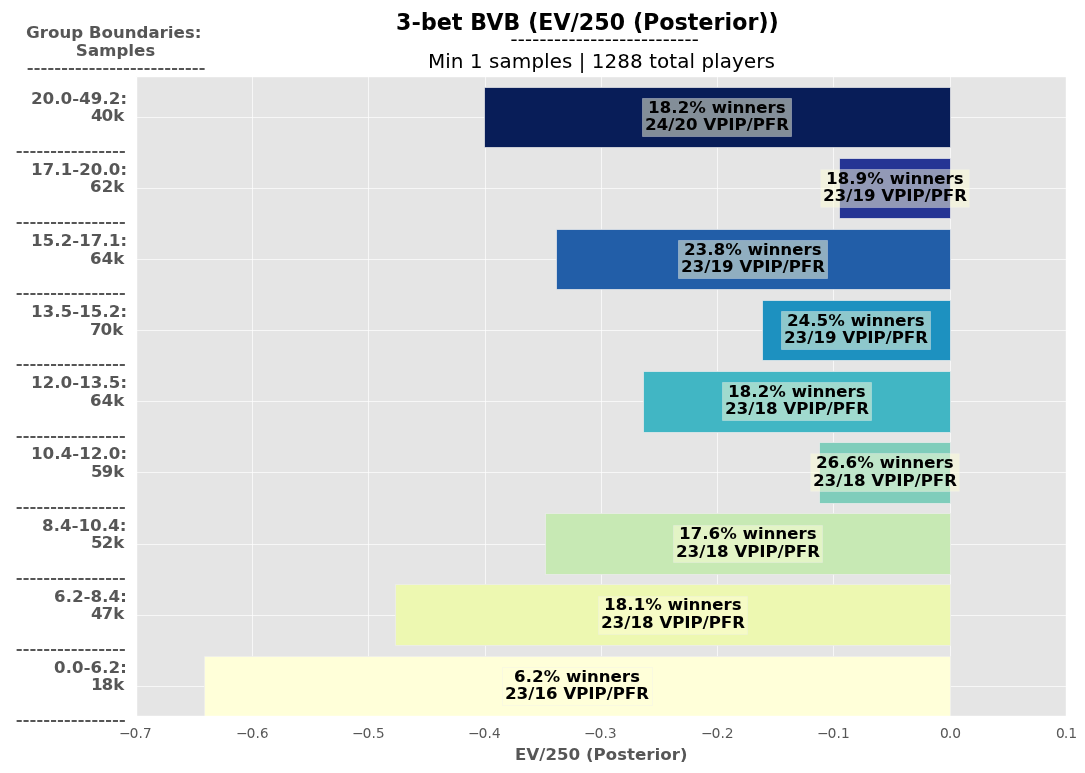 3-bet BVB (EV/250 (Posterior))
--------------------------
Min 1 samples | 1288 total players
Group Boundaries:
Samples
-------------------------
20.0-49.2:
40k
18.2% winners
24/20 VPIP/PFR
----------------
17.1-20.0:
62k
18.9% winners
23/19 VPIP/PFR
----------------
15.2-17.1:
64k
23.8% winners
23/19 VPIP/PFR
----------------
13.5-15.2:
70k
24.5% winners
23/19 VPIP/PFR
----------------
12.0-13.5:
64k
18.2% winners
23/18 VPIP/PFR
----------------
10.4-12.0:
59k
26.6% winners
23/18 VPIP/PFR
----------------
8.4-10.4:
52k
17.6% winners
23/18 VPIP/PFR
----------------
6.2-8.4:
47k
18.1% winners
23/18 VPIP/PFR
----------------
0.0-6.2:
18k
6.2% winners
23/16 VPIP/PFR
----------------
−0.7 −0.6 −0.5 −0.4 −0.3 −0.2 −0.1 0.0 0.1
EV/250 (Posterior)